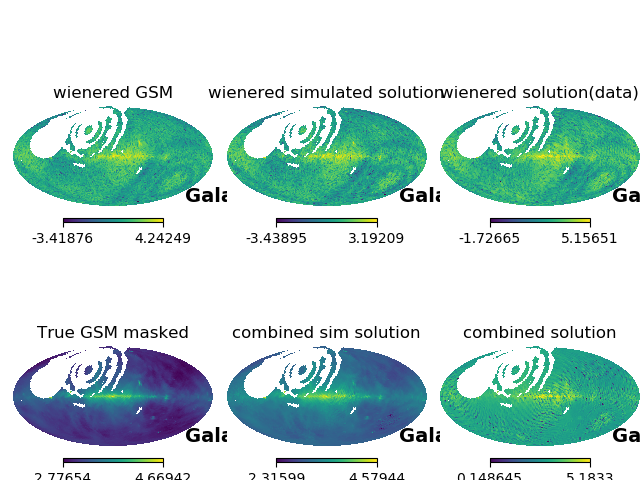 wienered GSM wienered simulated solution wienered solution(data)
Gala Gala Ga
-3.41876 4.24249 -3.43895 3.19209 -1.72665 5.15651
True GSM masked combined sim solution combined solution
Gala Gala Ga
2.77654 4.66942 2.31599 4.57944 0.148645 5.1833